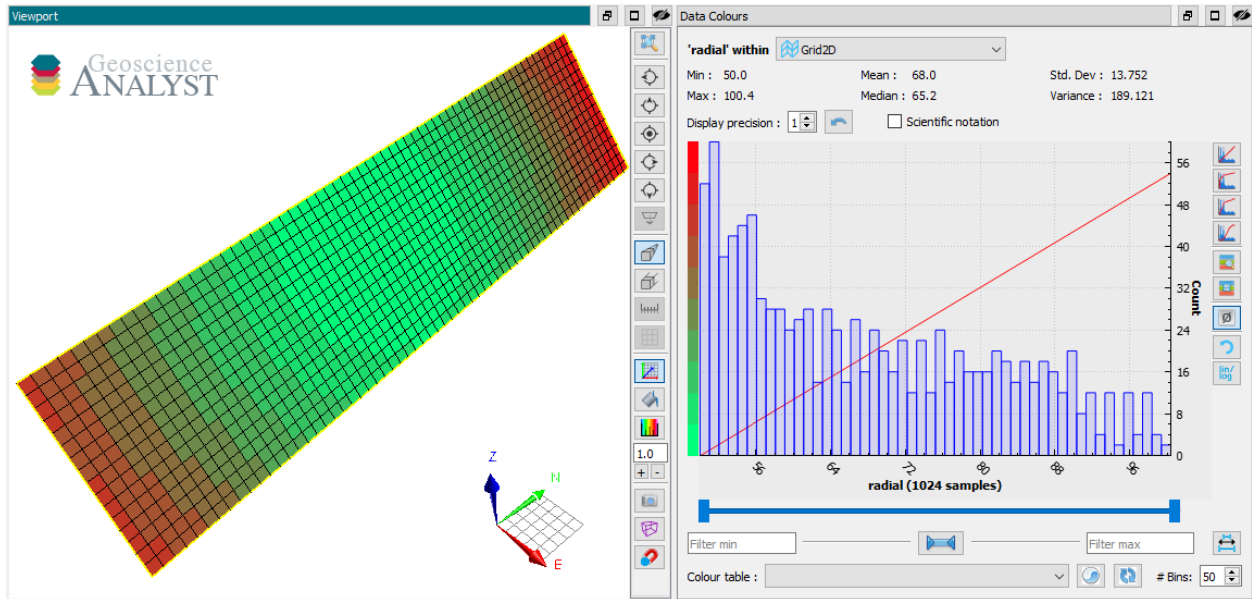 Viewport
Geoscience
ANALYST
Z
N
E
1.0
+ -
Data Colours
'radial' within Grid2D
Min : 50.0 Mean : 68.0 Std. Dev : 13.752
Max : 100.4 Median : 65.2 Variance : 189.121
Display precision : 1 Scientific notation
56
48
40
32
24
16
8
0
Count
56 64 72 80 88 96
radial (1024 samples)
lin/
log
Filter min Filter max
Colour table : # Bins: 50